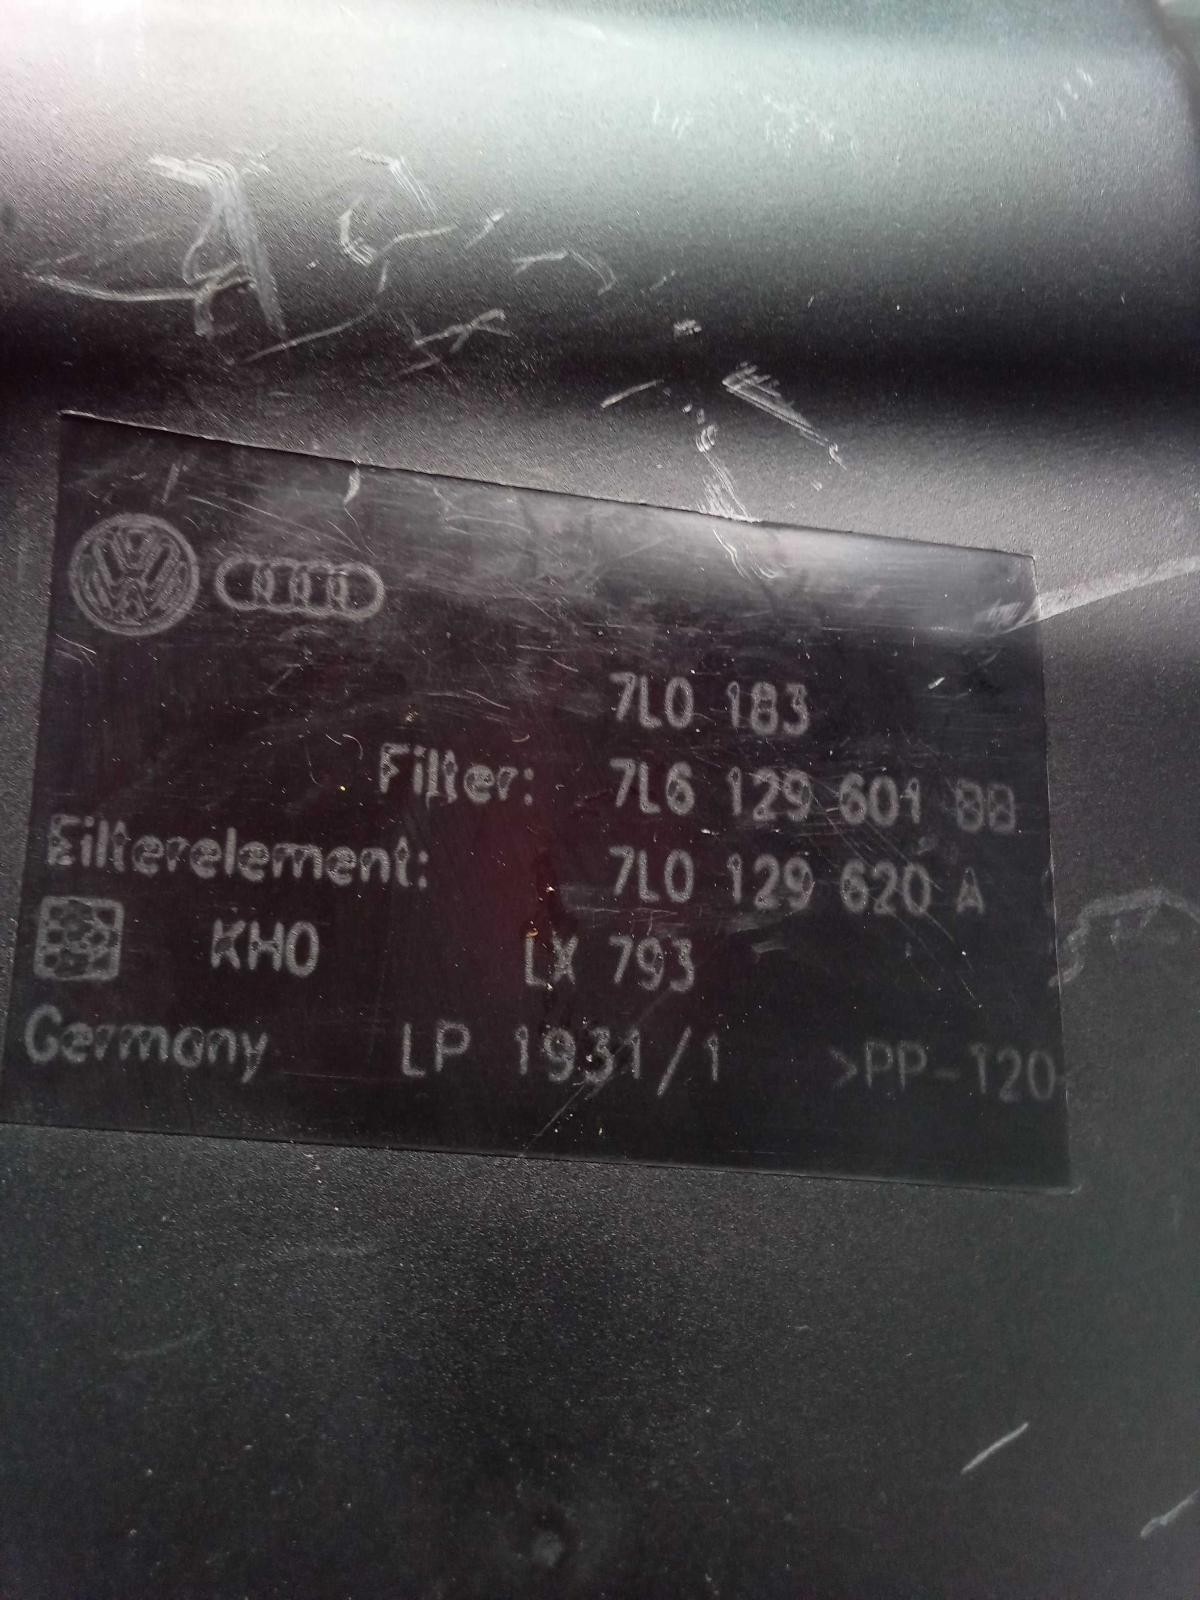 7L0 183
Filter: 7L6 129 601 BB
Filterelement: 7L0 129 620 A
KH0 LX 793
Germany LP 1931/1 >PP-120